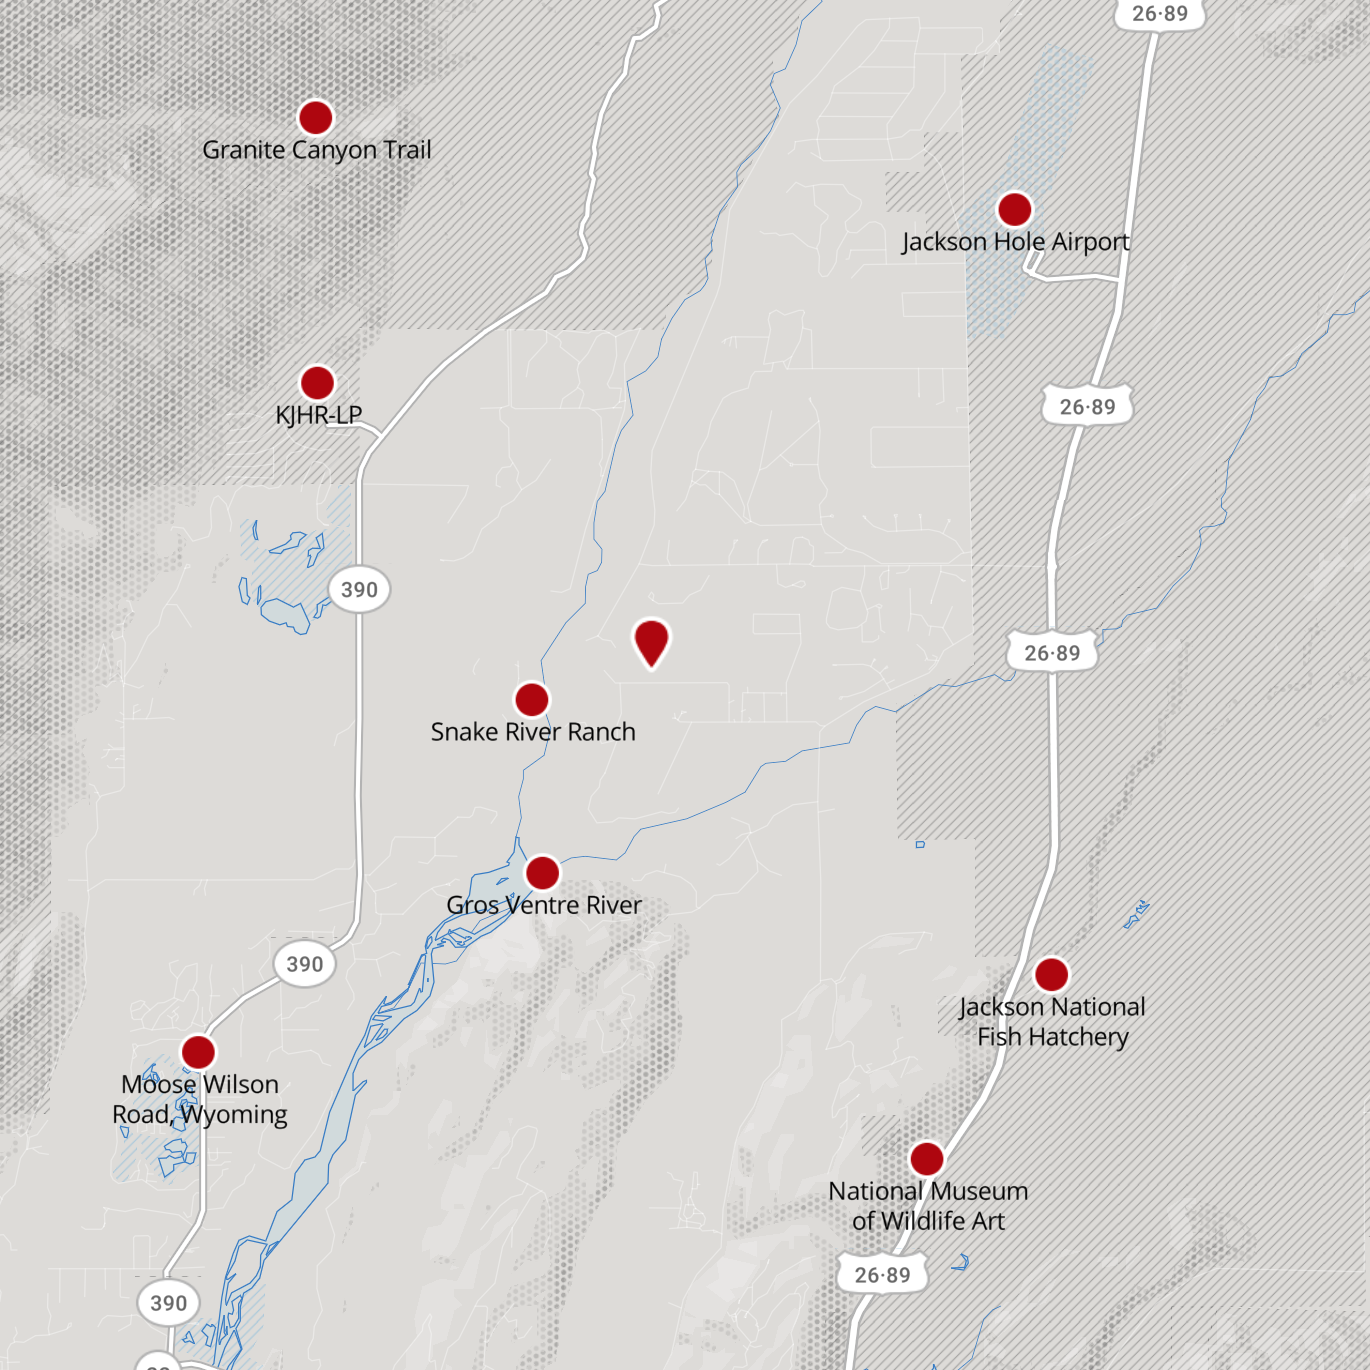 26·89
Granite Canyon Trail
Jackson Hole Airport
KJHR-LP
26·89
390
26·89
Snake River Ranch
Gros Ventre River
390
Jackson National
Fish Hatchery
Moose Wilson
Road, Wyoming
National Museum
of Wildlife Art
26·89
390